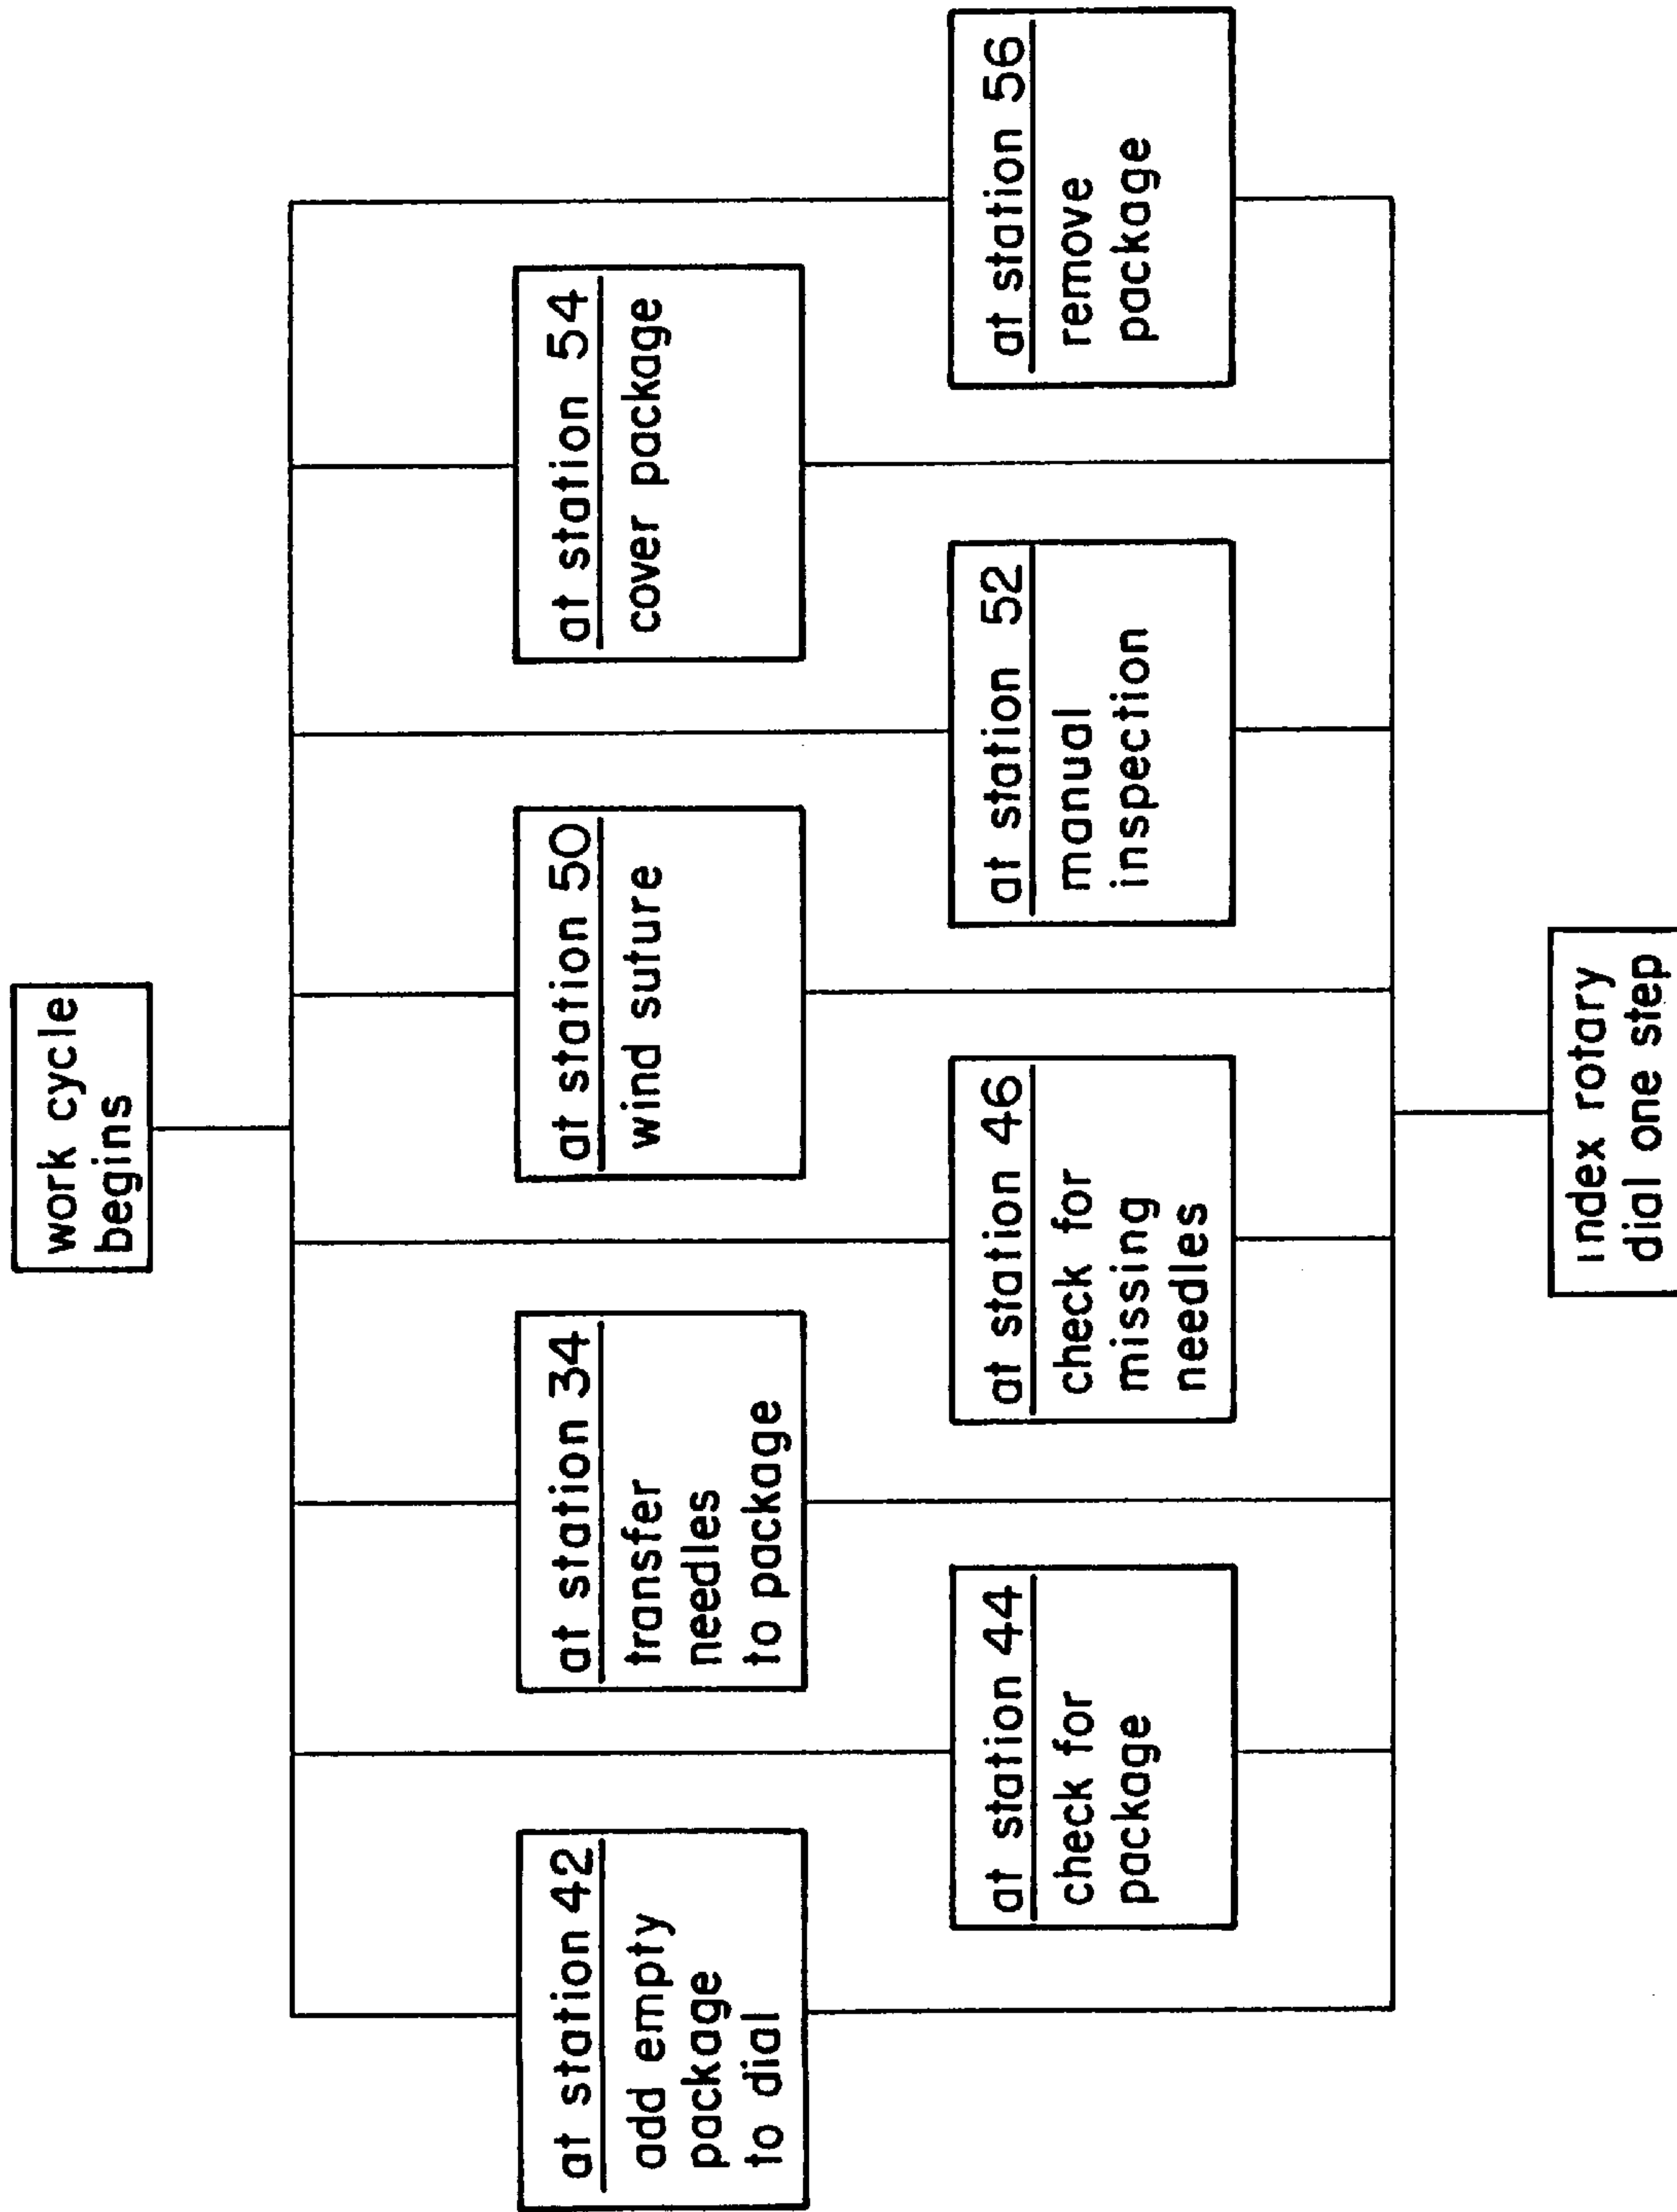 work cycle
begins
at station 42
add empty
package
to dial
at station 34
transfer
needles
to package
at station 50
wind suture
at station 54
cover package
at station 44
check for
package
at station 46
check for
missing
needles
at station 52
manual
inspection
at station 56
remove
package
index rotary
dial one step